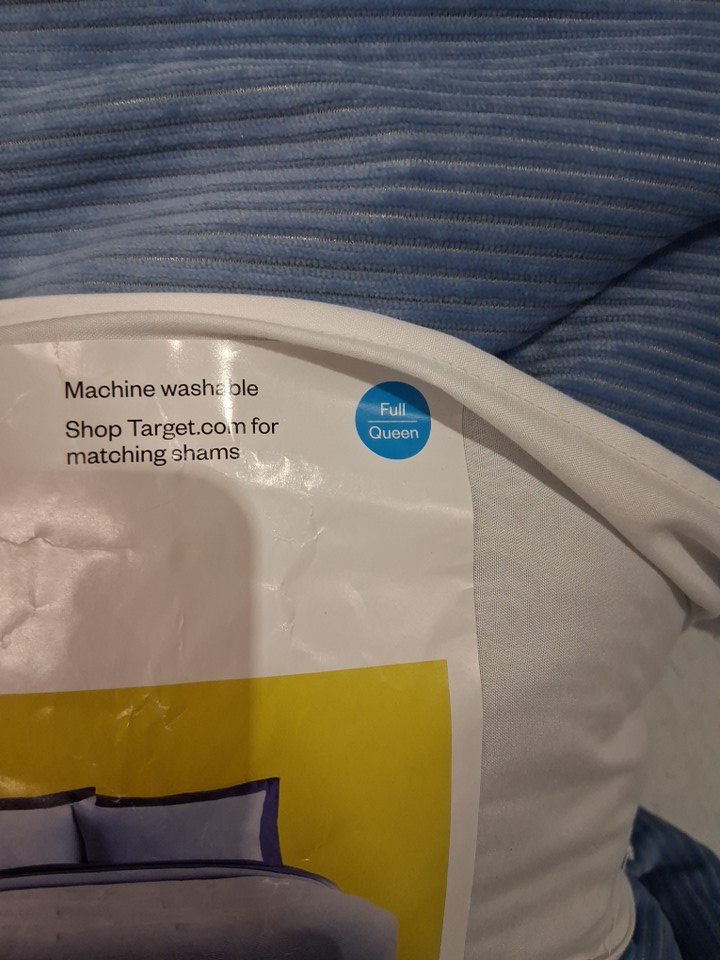 Machine washable
Shop Target.com for
matching shams
Full
Queen